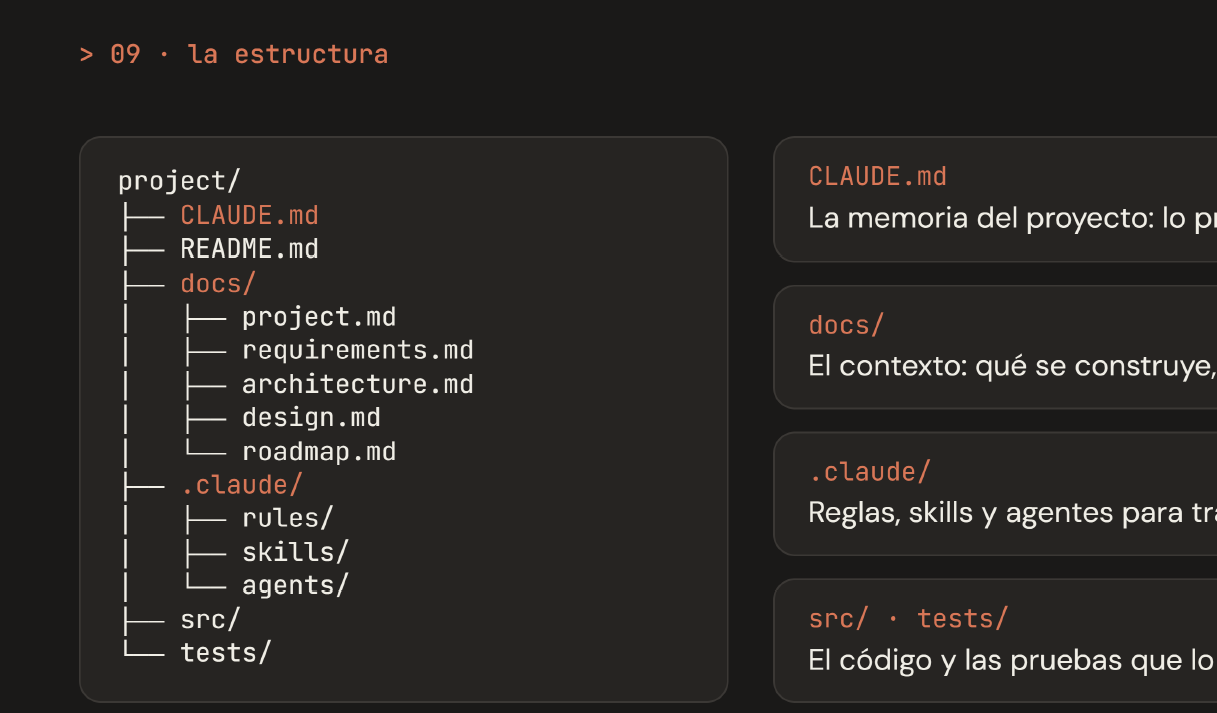 > 09 · la estructura
project/
├── CLAUDE.md
├── README.md
├── docs/
│   ├── project.md
│   ├── requirements.md
│   ├── architecture.md
│   ├── design.md
│   └── roadmap.md
├── .claude/
│   ├── rules/
│   ├── skills/
│   └── agents/
├── src/
└── tests/
CLAUDE.md
La memoria del proyecto: lo
docs/
El contexto: qué se construye,
.claude/
Reglas, skills y agentes para
src/ · tests/
El código y las pruebas que lo